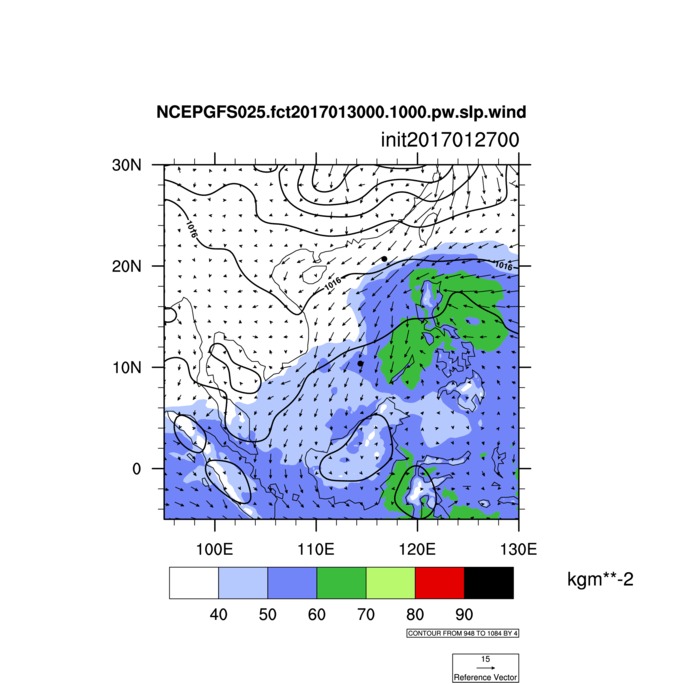 NCEPGFS025.fct2017013000.1000.pw.slp.wind
init2017012700
30N
1016
20N
1016
1016
10N
0
100E 110E 120E 130E
kgm**-2
40 50 60 70 80 90
CONTOUR FROM 948 TO 1084 BY 4
15
Reference Vector